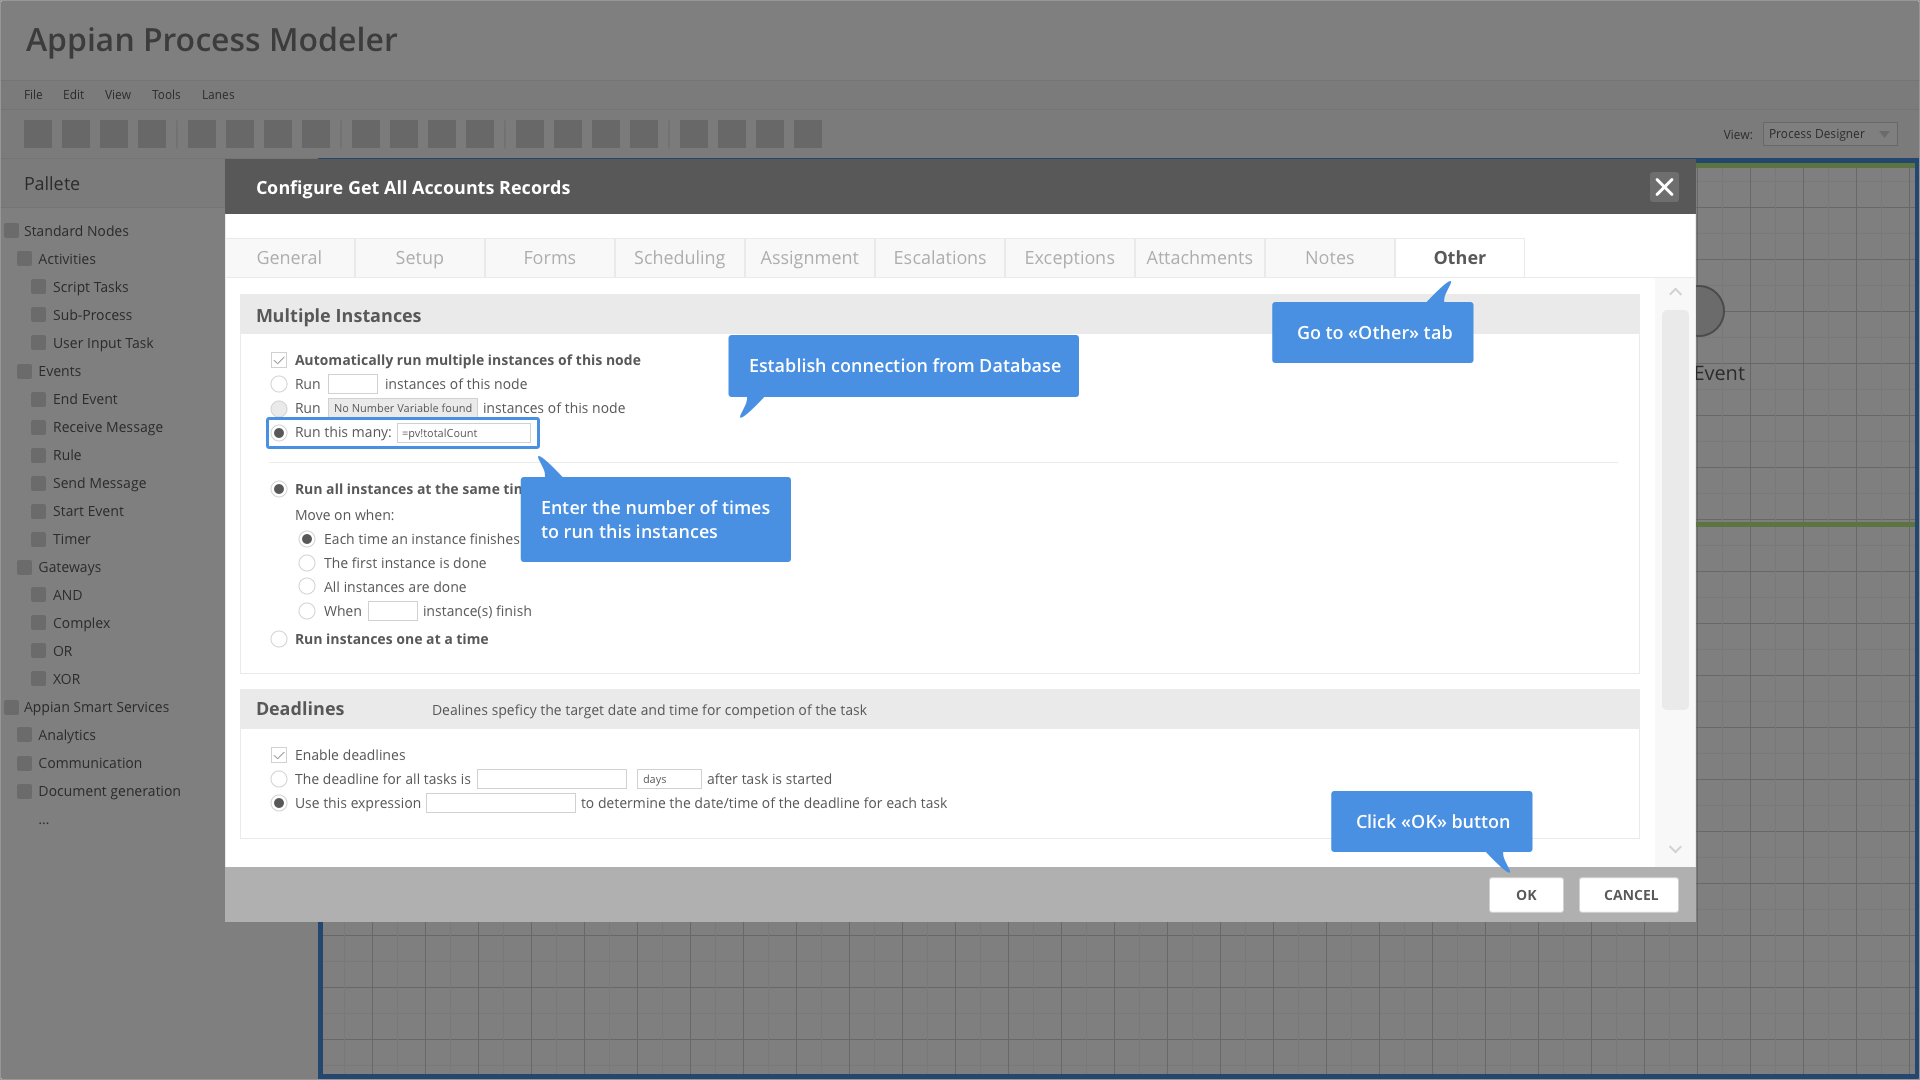 Appian Process Modeler
File Edit View Tools Lanes
View: Process Designer
Pallete
Standard Nodes
Activities
Script Tasks
Sub-Process
User Input Task
Events
End Event
Receive Message
Rule
Send Message
Start Event
Timer
Gateways
AND
Complex
OR
XOR
Appian Smart Services
Analytics
Communication
Document generation
...
Configure Get All Accounts Records
General Setup Forms Scheduling Assignment Escalations Exceptions Attachments Notes Other
Go to «Other» tab
Multiple Instances
Automatically run multiple instances of this node
Establish connection from Database
Run instances of this node
Run No Number Variable found instances of this node
Run this many: =pv!totalCount
Enter the number of times
to run this instances
Run all instances at the same tim
Move on when:
Each time an instance finishes
The first instance is done
All instances are done
When instance(s) finish
Run instances one at a time
Deadlines Dealines speficy the target date and time for competion of the task
Enable deadlines
The deadline for all tasks is days after task is started
Use this expression to determine the date/time of the deadline for each task
Click «OK» button
OK CANCEL
Event